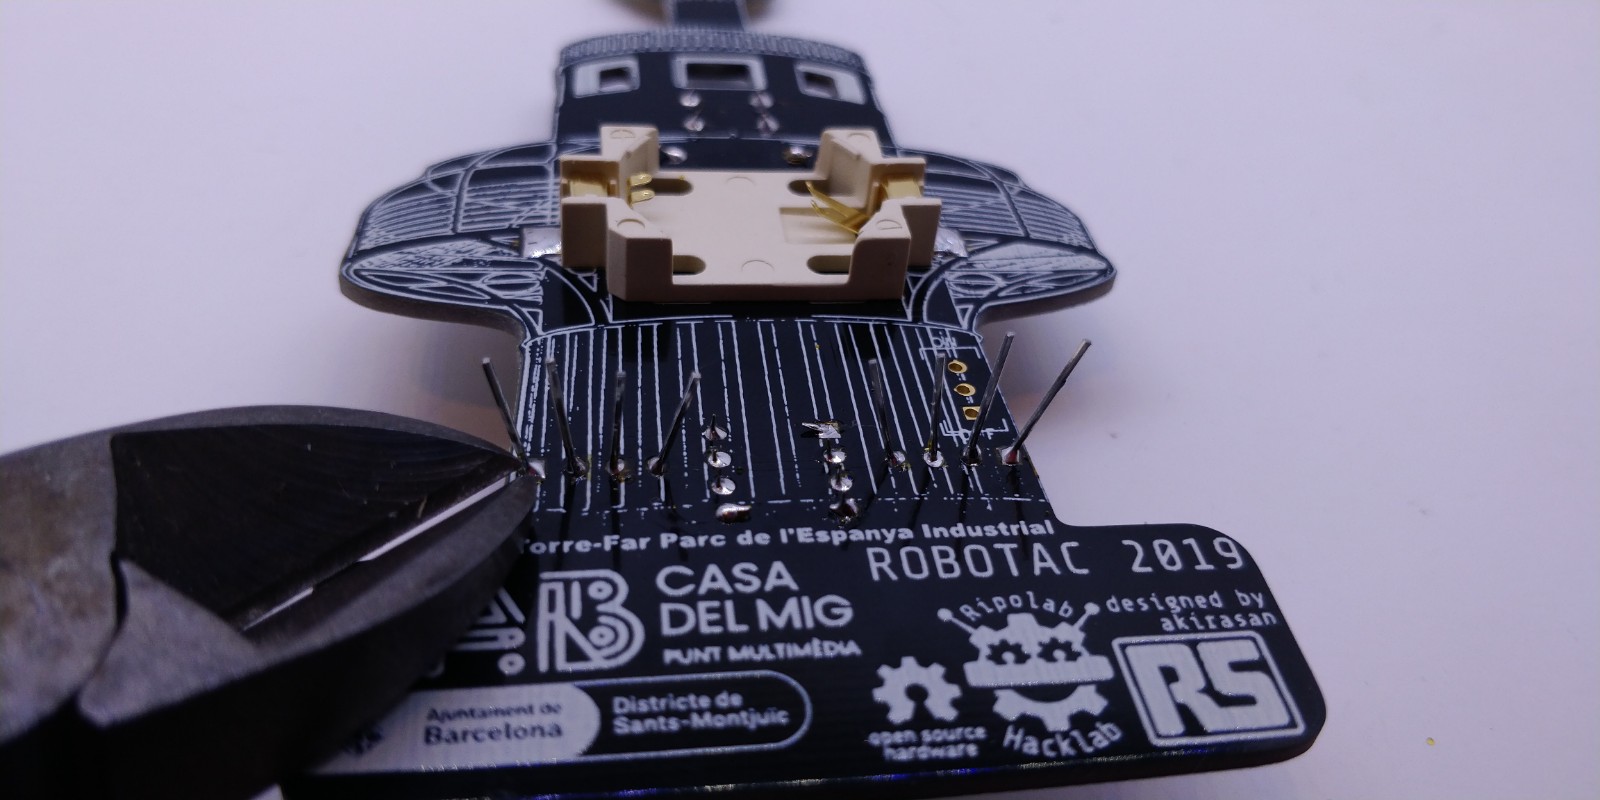 Torre-Far Parc de l'Espanya Industrial
ROBOTAC 2019
CASA
DEL MIG
PUNT MULTIMÈDIA
designed by
akirasan
Ripolab
Hacklab
open source
hardware
RS
Ajuntament de
Barcelona
Districte de
Sants-Montjuïc